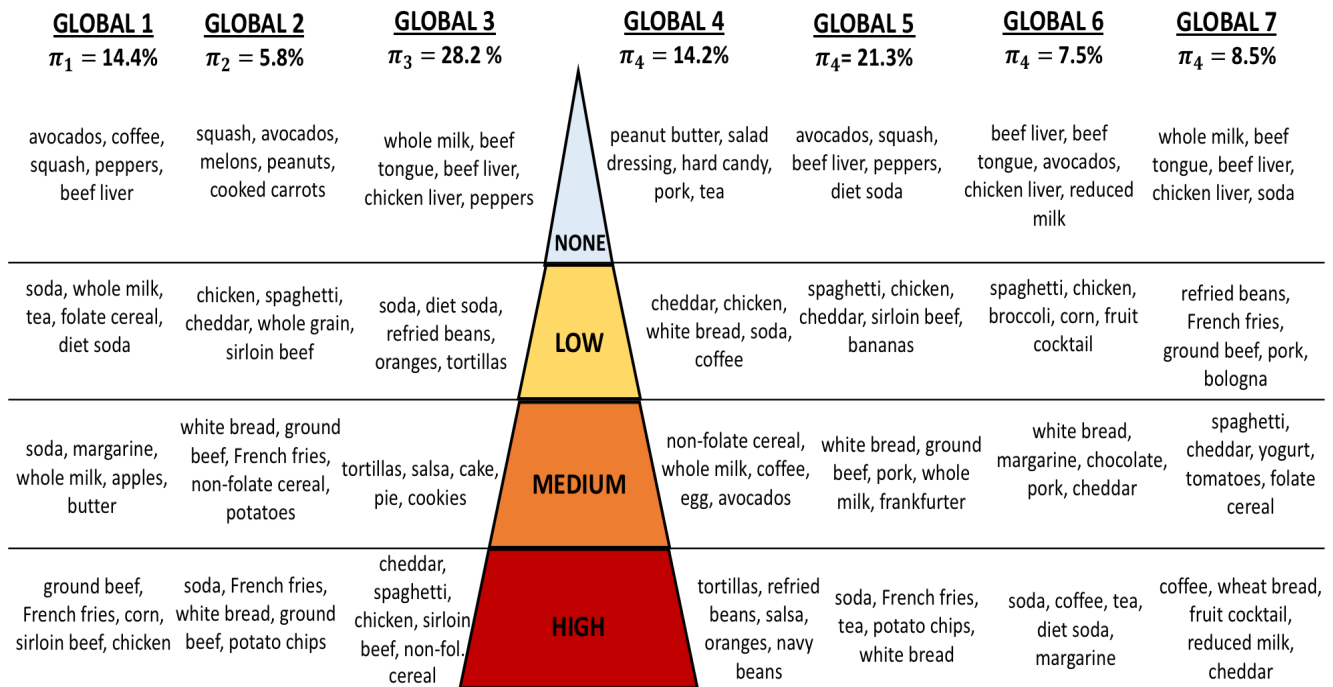 GLOBAL 1
π₁ = 14.4%
GLOBAL 2
π₂ = 5.8%
GLOBAL 3
π₃ = 28.2 %
GLOBAL 4
π₄ = 14.2%
GLOBAL 5
π₄= 21.3%
GLOBAL 6
π₄ = 7.5%
GLOBAL 7
π₄ = 8.5%
avocados, coffee,
squash, peppers,
beef liver
squash, avocados,
melons, peanuts,
cooked carrots
whole milk, beef
tongue, beef liver,
chicken liver, peppers
NONE
peanut butter, salad
dressing, hard candy,
pork, tea
avocados, squash,
beef liver, peppers,
diet soda
beef liver, beef
tongue, avocados,
chicken liver, reduced
milk
whole milk, beef
tongue, beef liver,
chicken liver, soda
soda, whole milk,
tea, folate cereal,
diet soda
chicken, spaghetti,
cheddar, whole grain,
sirloin beef
soda, diet soda,
refried beans,
oranges, tortillas
LOW
cheddar, chicken,
white bread, soda,
coffee
spaghetti, chicken,
cheddar, sirloin beef,
bananas
spaghetti, chicken,
broccoli, corn, fruit
cocktail
refried beans,
French fries,
ground beef, pork,
bologna
soda, margarine,
whole milk, apples,
butter
white bread, ground
beef, French fries,
non-folate cereal,
potatoes
tortillas, salsa, cake,
pie, cookies
MEDIUM
non-folate cereal,
whole milk, coffee,
egg, avocados
white bread, ground
beef, pork, whole
milk, frankfurter
white bread,
margarine, chocolate,
pork, cheddar
spaghetti,
cheddar, yogurt,
tomatoes, folate
cereal
ground beef,
French fries, corn,
sirloin beef, chicken
soda, French fries,
white bread, ground
beef, potato chips
cheddar,
spaghetti,
chicken, sirloin
beef, non-fol.
cereal
HIGH
tortillas, refried
beans, salsa,
oranges, navy
beans
soda, French fries,
tea, potato chips,
white bread
soda, coffee, tea,
diet soda,
margarine
coffee, wheat bread,
fruit cocktail,
reduced milk,
cheddar